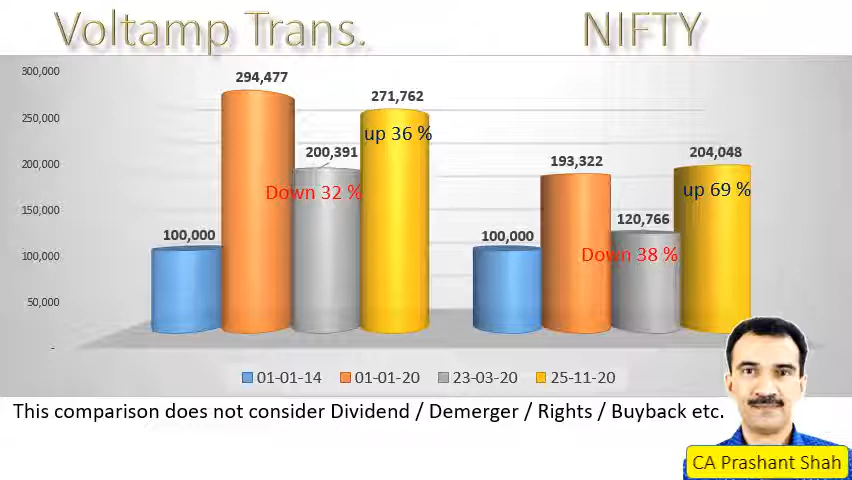 Voltamp Trans. NIFTY
300,000
250,000
200,000
150,000
100,000
50,000
-
294,477
271,762
up 36 %
200,391
Down 32 %
100,000
204,048
193,322
up 69 %
120,766
100,000
Down 38 %
01-01-14 01-01-20 23-03-20 25-11-20
This comparison does not consider Dividend / Demerger / Rights / Buyback etc.
CA Prashant Shah